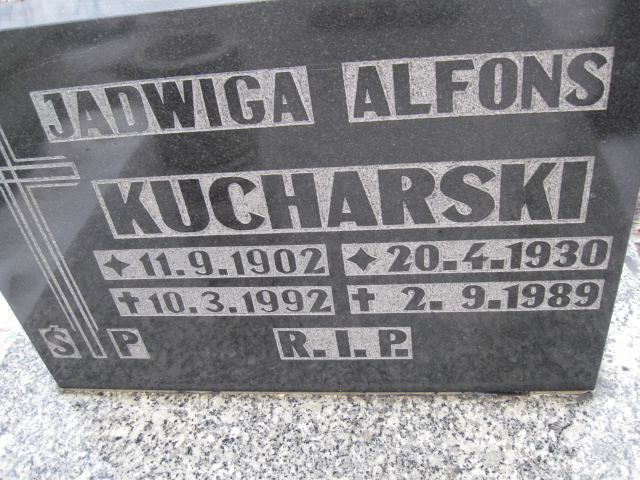 JADWIGA ALFONS
KUCHARSKI
✦ 11.9.1902 ✦ 20.4.1930
✝ 10.3.1992 ✝ 2.9.1989
Ś P R.I.P.